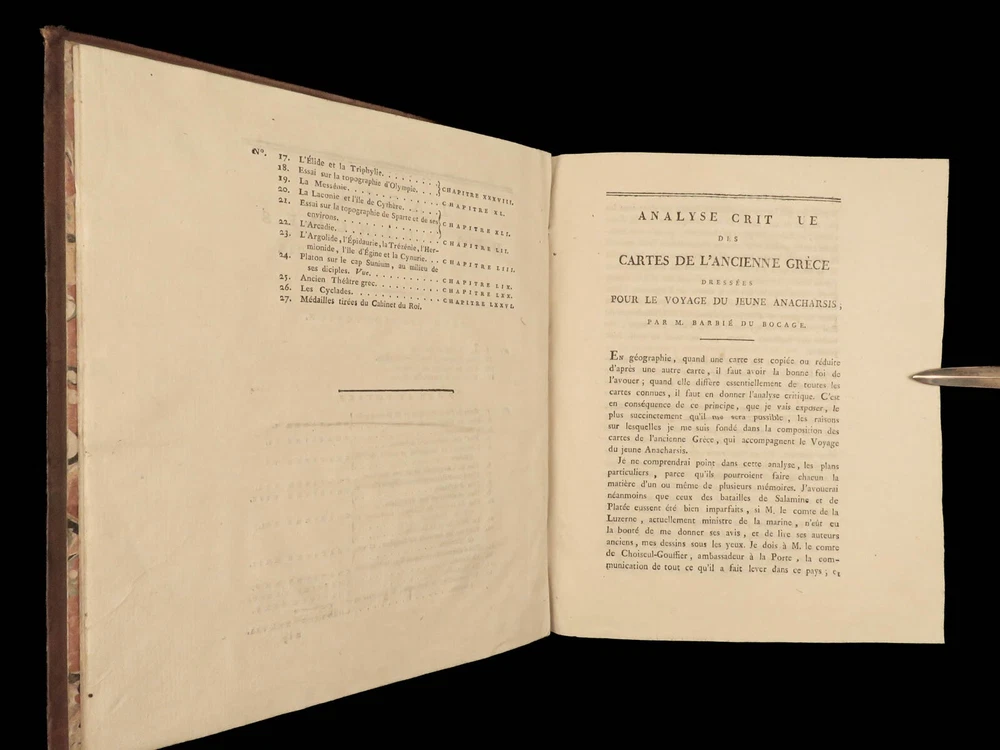 No. 17. L'Élide et la Triphylie. . . . . . . .
18. Essai sur la topographie d'Olympie. . . . . } CHAPITRE XXXVIII.
19. La Messénie. . . . . . . . . CHAPITRE XL.
20. La Laconie et l'île de Cythère. . . . . .
21. Essai sur la topographie de Sparte et de ses } CHAPITRE XLI.
environs. . . . . . . . . .
22. L'Arcadie. . . . . . . . . . CHAPITRE LII.
23. L'Argolide, l'Épidaurie, la Trézénie, l'Her-
mionide, l'île d'Égine et la Cynurie. . . CHAPITRE LIII.
24. Platon sur le cap Sunium, au milieu de
ses diciples. Vue. . . . . . . . CHAPITRE LIX.
25. Ancien Théâtre grec. . . . . . . . CHAPITRE LXX.
26. Les Cyclades. . . . . . . . . CHAPITRE LXXVI.
27. Médailles tirées du Cabinet du Roi.
ANALYSE CRIT UE
DES
CARTES DE L'ANCIENNE GRÈCE
DRESSÉES
POUR LE VOYAGE DU JEUNE ANACHARSIS;
PAR M. BARBIÉ DU BOCAGE.
EN géographie, quand une carte est copiée ou réduite
d'après une autre carte, il faut avoir la bonne foi de
l'avouer; quand elle diffère essentiellement de toutes les
cartes connues, il faut en donner l'analyse critique. C'est
en conséquence de ce principe, que je vais exposer, le
plus succinctement qu'il me sera possible, les raisons
sur lesquelles je me suis fondé dans la composition des
cartes de l'ancienne Grèce, qui accompagnent le Voyage
du jeune Anacharsis.
Je ne comprendrai point dans cette analyse, les plans
particuliers, parce qu'ils pourroient faire chacun la
matière d'un ou même de plusieurs mémoires. J'avouerai
néanmoins que ceux des batailles de Salamine et de
Platée eussent été bien imparfaits, si M. le comte de la
Luzerne, actuellement ministre de la marine, n'eût eu
la bouté de me donner ses avis, et de lire ses auteurs
anciens, mes dessins sous les yeux. Je dois à M. le comte
de Choiseul-Gouffier, ambassadeur à la Porte, la com-
munication de tout ce qu'il a fait lever dans ce pays; et